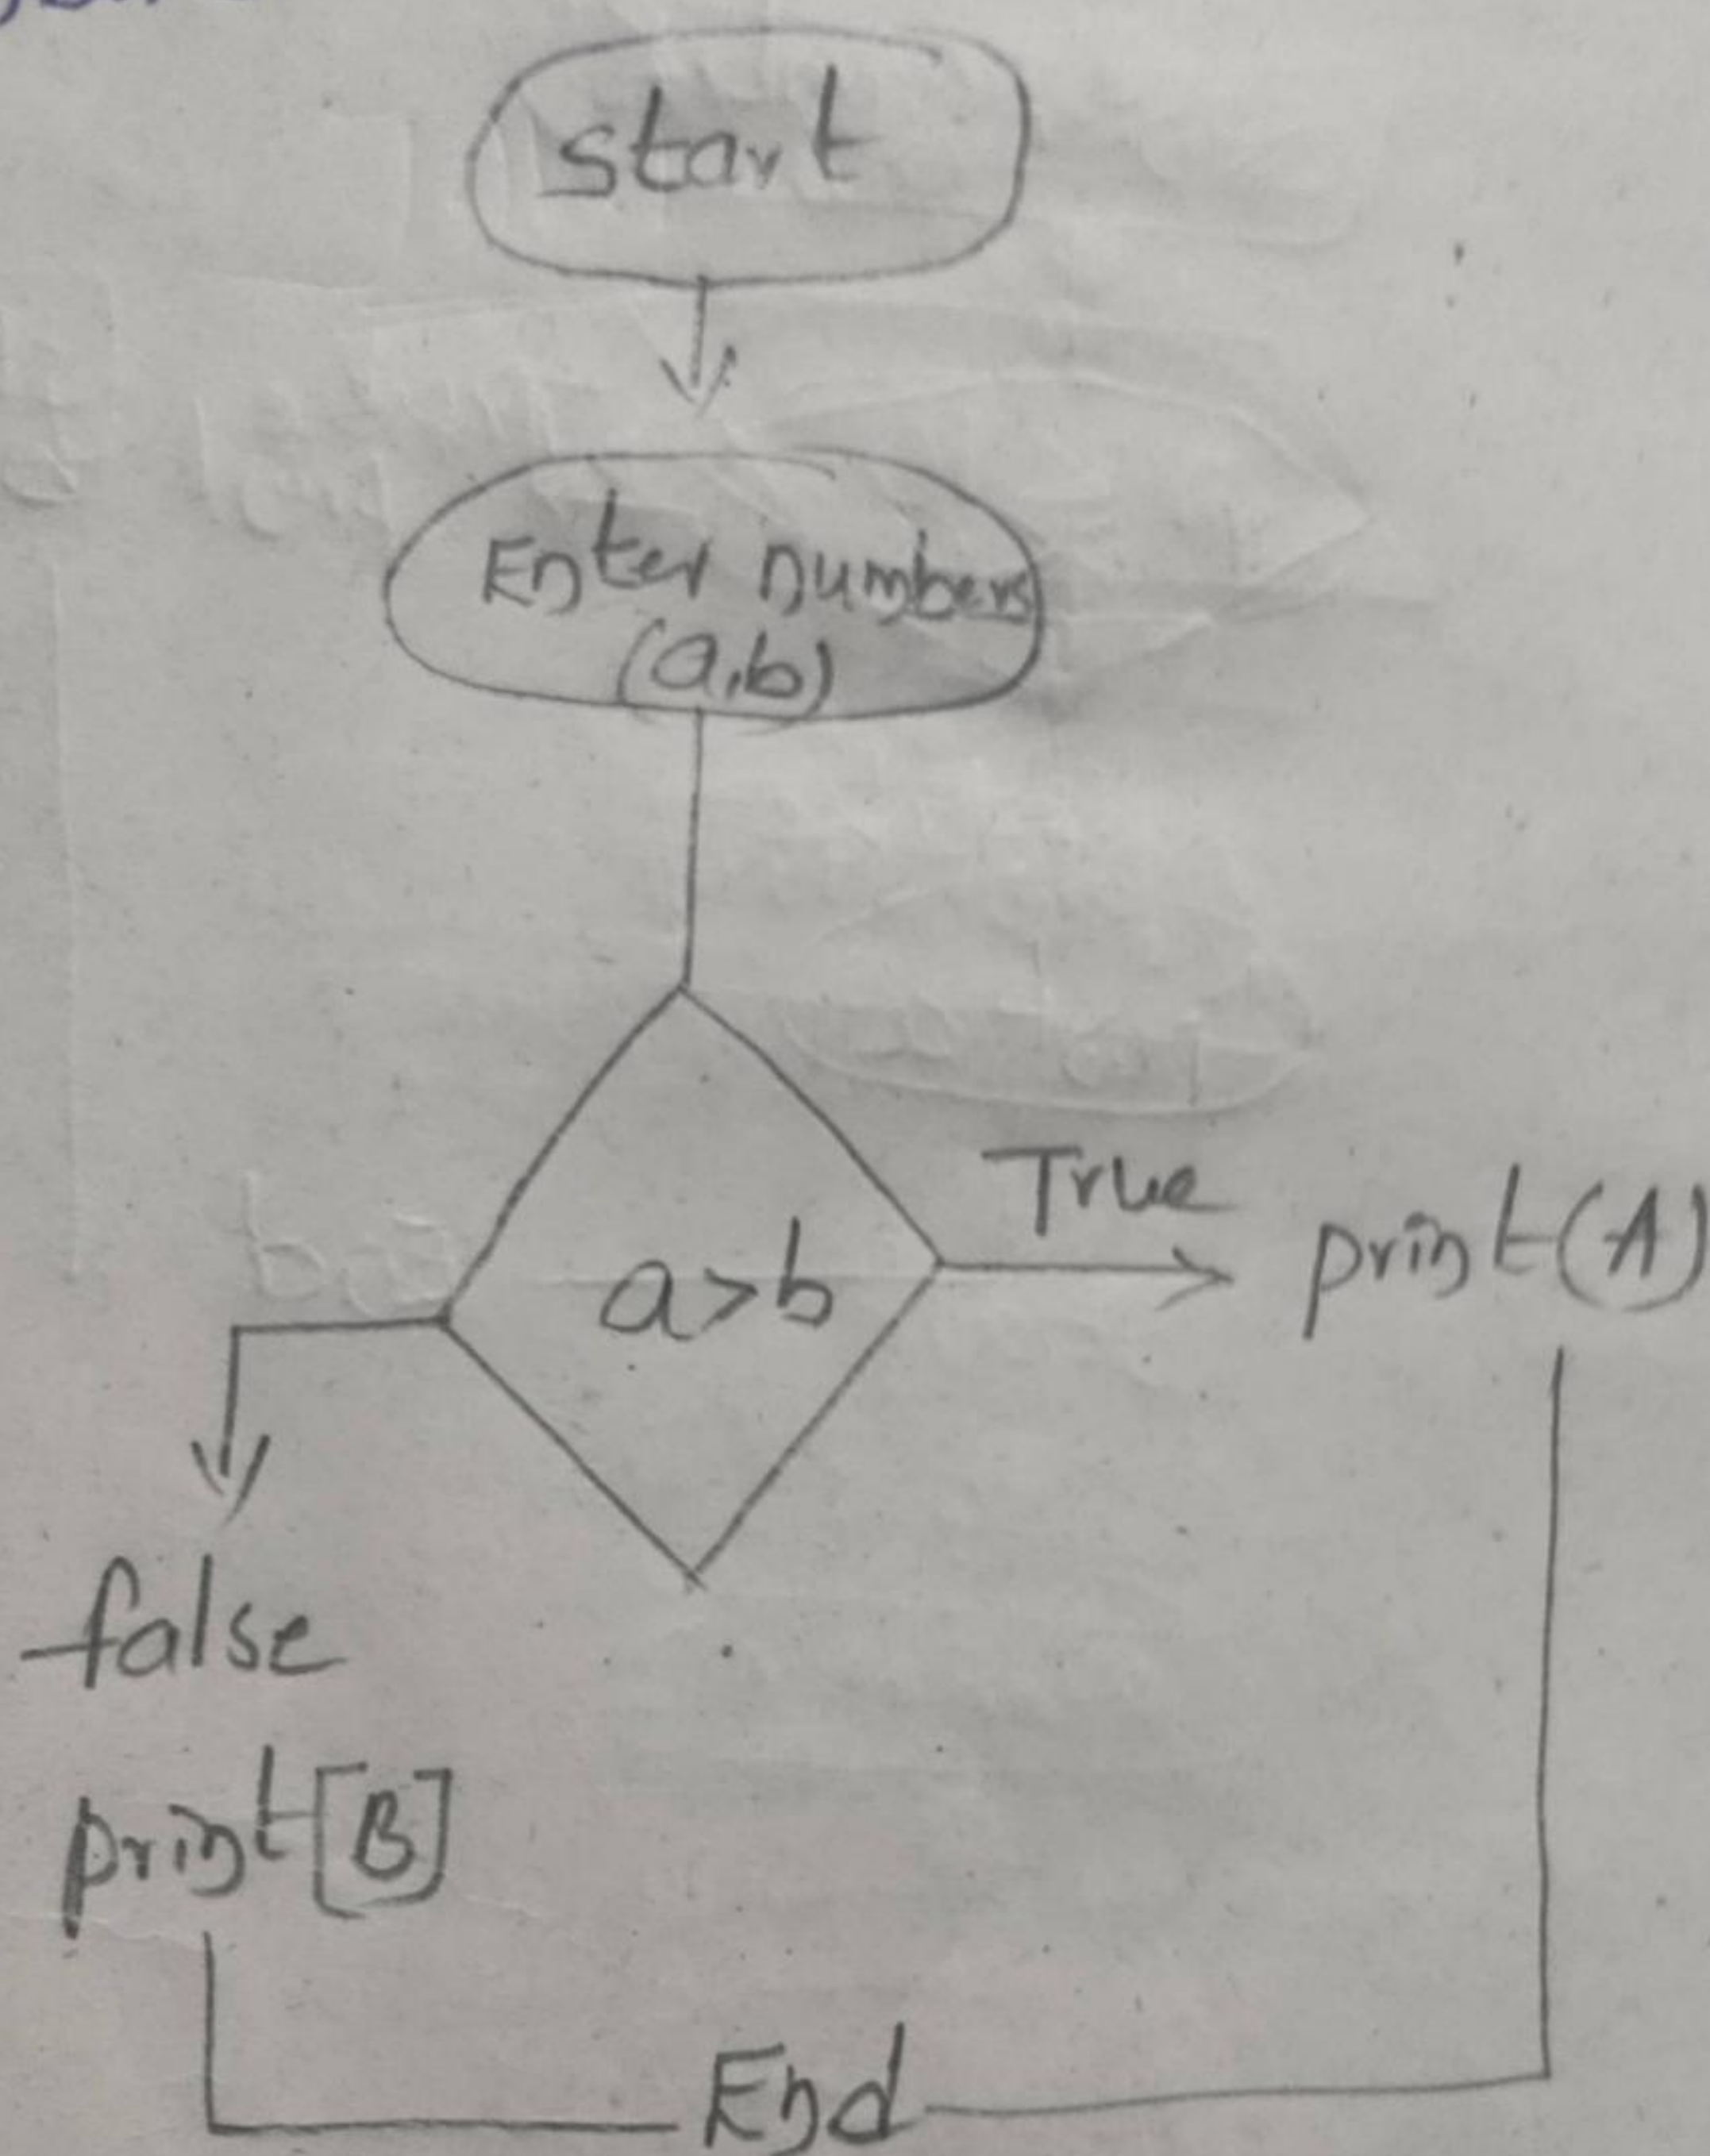 start
Enter numbers
(a,b)
a>b
True
print(A)
false
print[B]
End